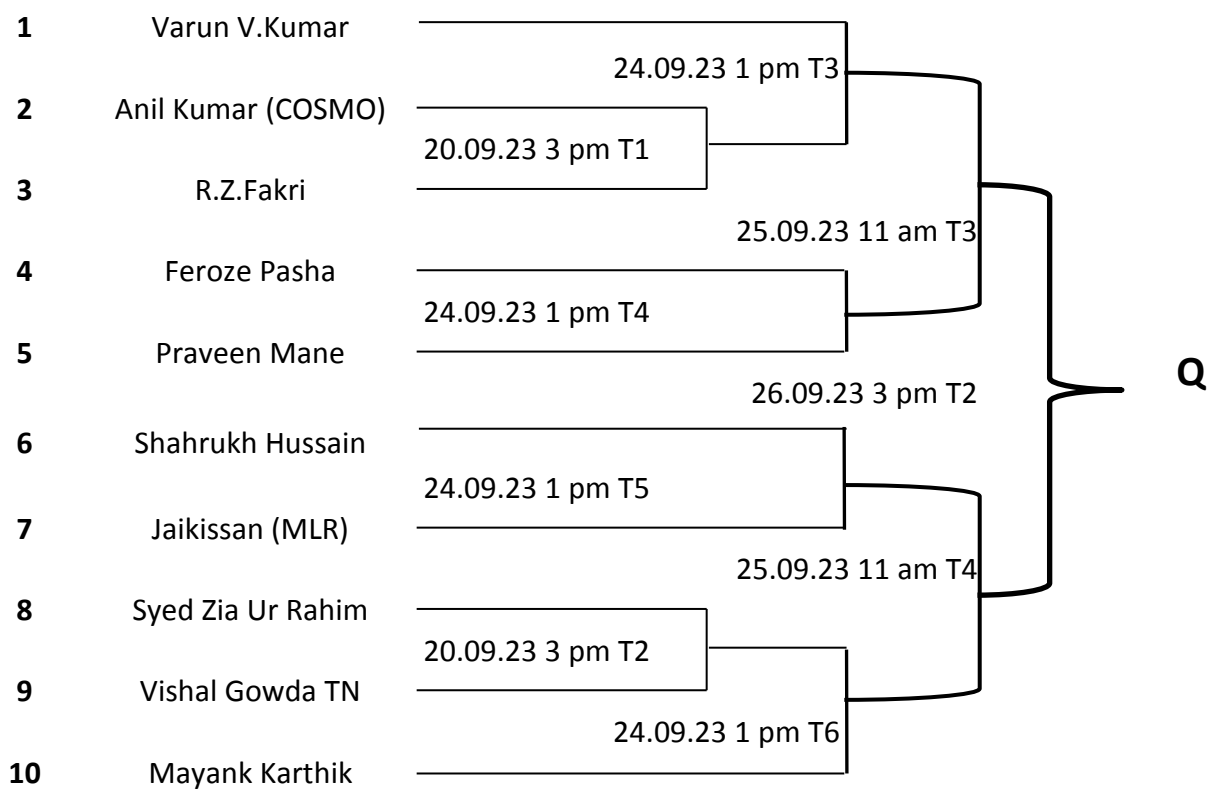 1 Varun V.Kumar
24.09.23 1 pm T3
2 Anil Kumar (COSMO)
20.09.23 3 pm T1
3 R.Z.Fakri
25.09.23 11 am T3
4 Feroze Pasha
24.09.23 1 pm T4
5 Praveen Mane
Q
26.09.23 3 pm T2
6 Shahrukh Hussain
24.09.23 1 pm T5
7 Jaikissan (MLR)
25.09.23 11 am T4
8 Syed Zia Ur Rahim
20.09.23 3 pm T2
9 Vishal Gowda TN
24.09.23 1 pm T6
10 Mayank Karthik